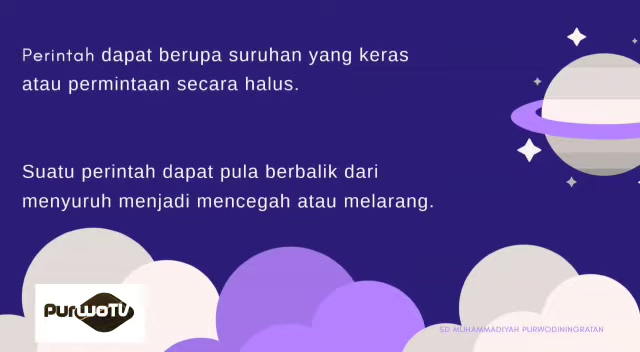 Perintah dapat berupa suruhan yang keras
atau permintaan secara halus.
Suatu perintah dapat pula berbalik dari
menyuruh menjadi mencegah atau melarang.
PurwoTV
SD MUHAMMADIYAH PURWODININGRATAN